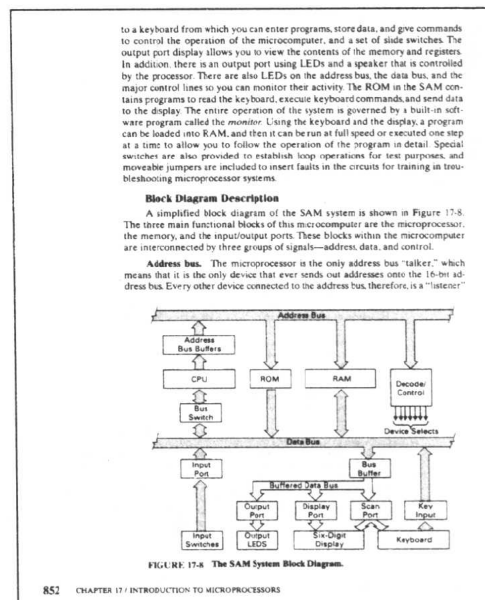 to a keyboard from which you can enter programs, store data, and give commands
to control the operation of the microcomputer, and a set of slide switches. The
output port display allows you to view the contents of the memory and registers.
In addition, there is an output port using LEDs and a speaker that is controlled
by the processor. There are also LEDs on the address bus, the data bus, and the
major control lines so you can monitor their activity. The ROM in the SAM con-
tains programs to read the keyboard, execute keyboard commands, and send data
to the display. The entire operation of the system is governed by a built-in soft-
ware program called the monitor. Using the keyboard and the display, a program
can be loaded into RAM, and then it can be run at full speed or executed one step
at a time to allow you to follow the operation of the program in detail. Special
switches are also provided to establish loop operations for test purposes, and
moveable jumpers are included to insert faults in the circuits for training in trou-
bleshooting microprocessor systems.
Block Diagram Description
A simplified block diagram of the SAM system is shown in Figure 17-8.
The three main functional blocks of this microcomputer are the microprocessor,
the memory, and the input/output ports. These blocks within the microcomputer
are interconnected by three groups of signals—address, data, and control.
Address bus. The microprocessor is the only address bus "talker," which
means that it is the only device that ever sends out addresses onto the 16-bit ad-
dress bus. Every other device connected to the address bus, therefore, is a "listener"
Address Bus
Address
Bus Buffers
CPU
ROM
RAM
Decode/
Control
Bus
Switch
Device Selects
Data Bus
Input
Port
Bus
Buffer
Buffered Data Bus
Output
Port
Display
Port
Scan
Port
Key
Input
Input
Switches
Output
LEDS
Six-Digit
Display
Keyboard
FIGURE 17-8 The SAM System Block Diagram.
852 CHAPTER 17 / INTRODUCTION TO MICROPROCESSORS